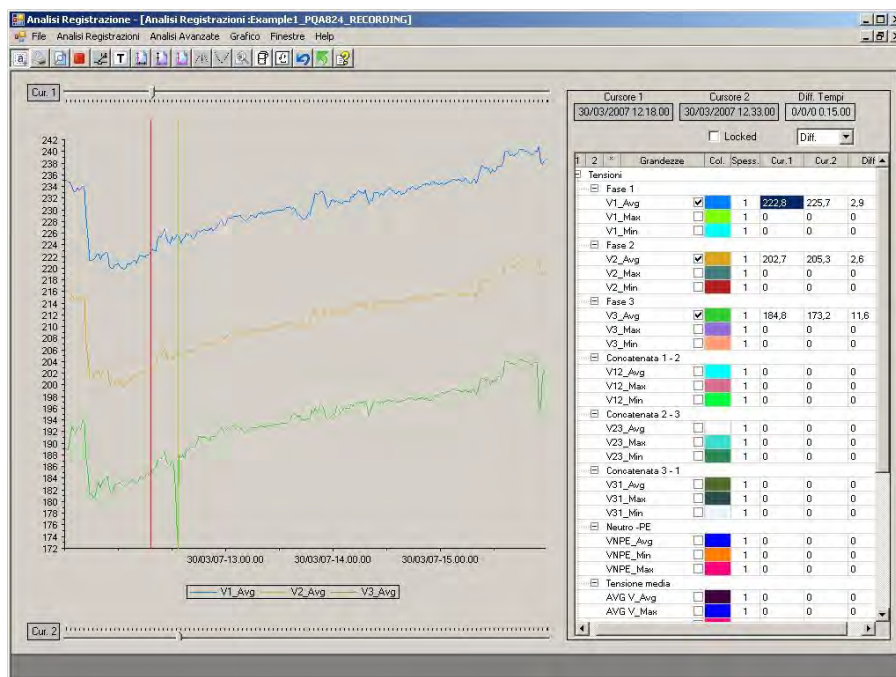 Analisi Registrazione - [Analisi Registrazioni :Example1_PQA824_RECORDING]
File Analisi Registrazioni Analisi Avanzate Grafico Finestre Help
Cur. 1
242
240
238
236
234
232
230
228
226
224
222
220
218
216
214
212
210
208
206
204
202
200
198
196
194
192
190
188
186
184
182
180
178
176
174
172
30/03/07-13.00.00 30/03/07-14.00.00 30/03/07-15.00.00
V1_Avg V2_Avg V3_Avg
Cur. 2
Cursore 1 Cursore 2 Diff. Tempi
30/03/2007 12.18.00 30/03/2007 12.33.00 0/0/0 0.15.00
Locked Diff.
1 2 * Grandezze Col. Spess. Cur.1 Cur.2 Diff
Tensioni
Fase 1
V1_Avg 1 222,8 225,7 2,9
V1_Max 1 0 0 0
V1_Min 1 0 0 0
Fase 2
V2_Avg 1 202,7 205,3 2,6
V2_Max 1 0 0 0
V2_Min 1 0 0 0
Fase 3
V3_Avg 1 184,8 173,2 11,6
V3_Max 1 0 0 0
V3_Min 1 0 0 0
Concatenata 1 - 2
V12_Avg 1 0 0 0
V12_Max 1 0 0 0
V12_Min 1 0 0 0
Concatenata 2 - 3
V23_Avg 1 0 0 0
V23_Max 1 0 0 0
V23_Min 1 0 0 0
Concatenata 3 - 1
V31_Avg 1 0 0 0
V31_Max 1 0 0 0
V31_Min 1 0 0 0
Neutro -PE
VNPE_Avg 1 0 0 0
VNPE_Min 1 0 0 0
VNPE_Max 1 0 0 0
Tensione media
AVG V_Avg 1 0 0 0
AVG V_Max 1 0 0 0